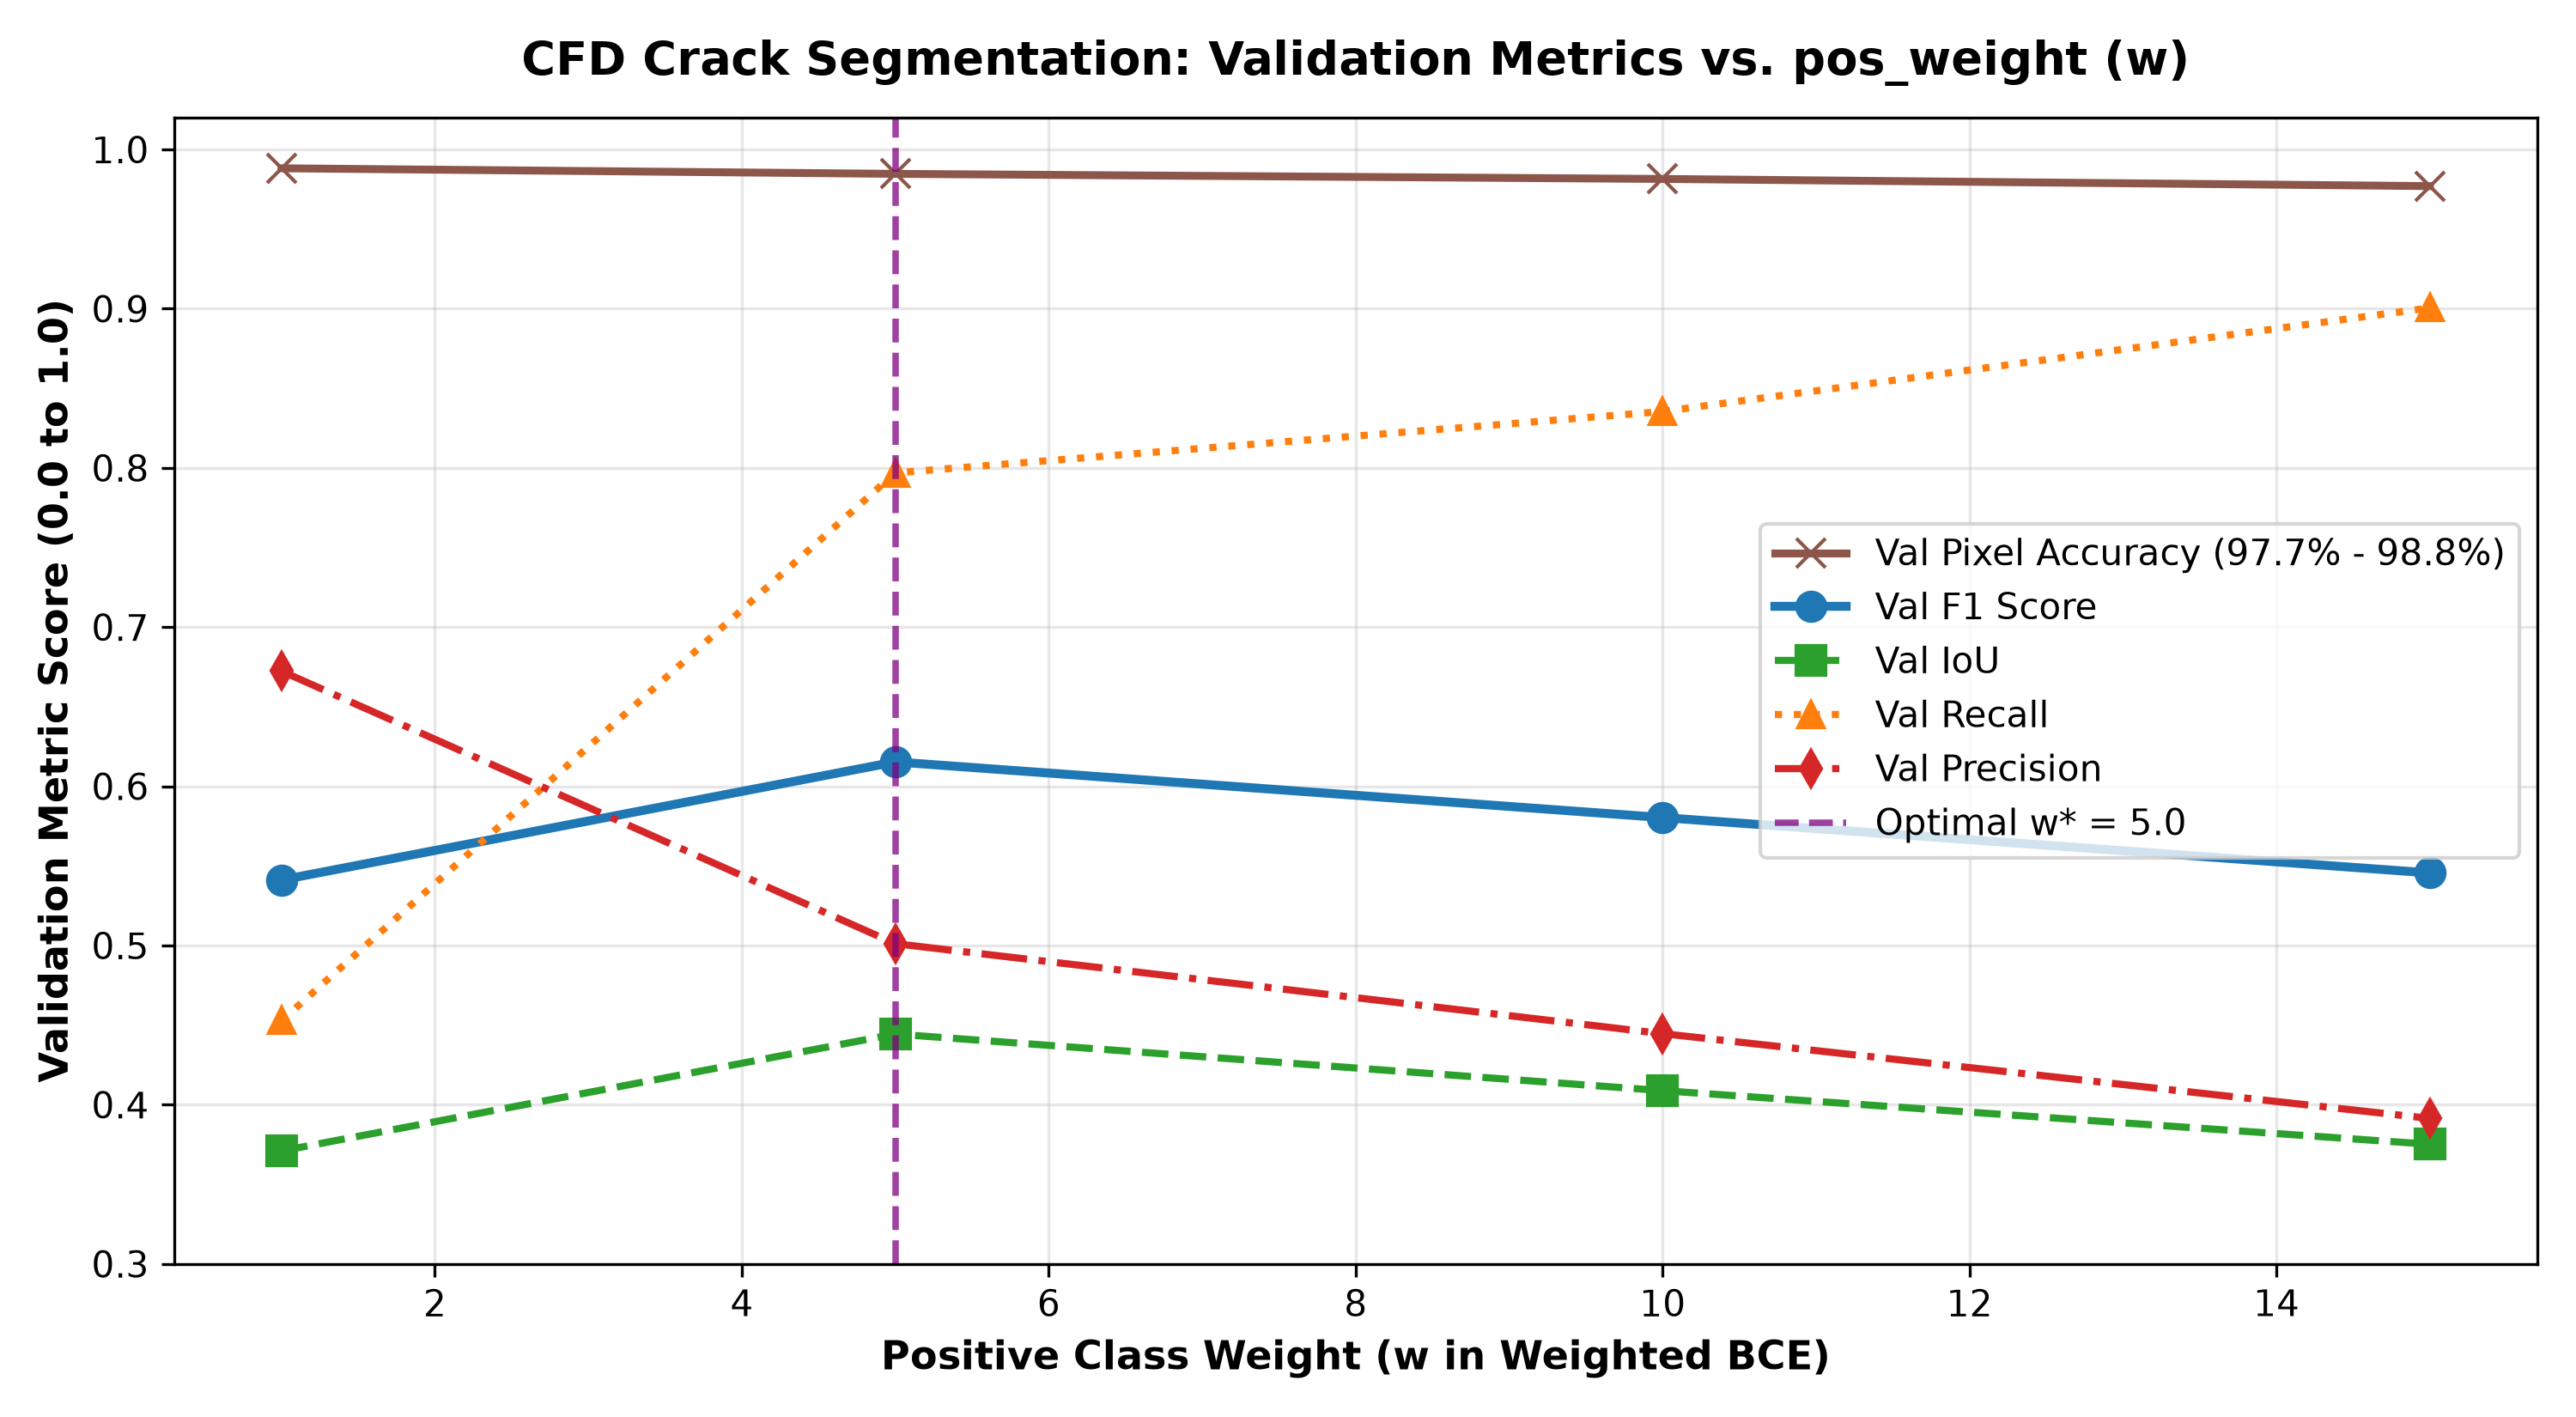 CFD Crack Segmentation: Validation Metrics vs. pos_weight (w)
Validation Metric Score (0.0 to 1.0)
1.0
0.9
0.8
0.7
0.6
0.5
0.4
0.3
Val Pixel Accuracy (97.7% - 98.8%)
Val F1 Score
Val IoU
Val Recall
Val Precision
Optimal w* = 5.0
2 4 6 8 10 12 14
Positive Class Weight (w in Weighted BCE)